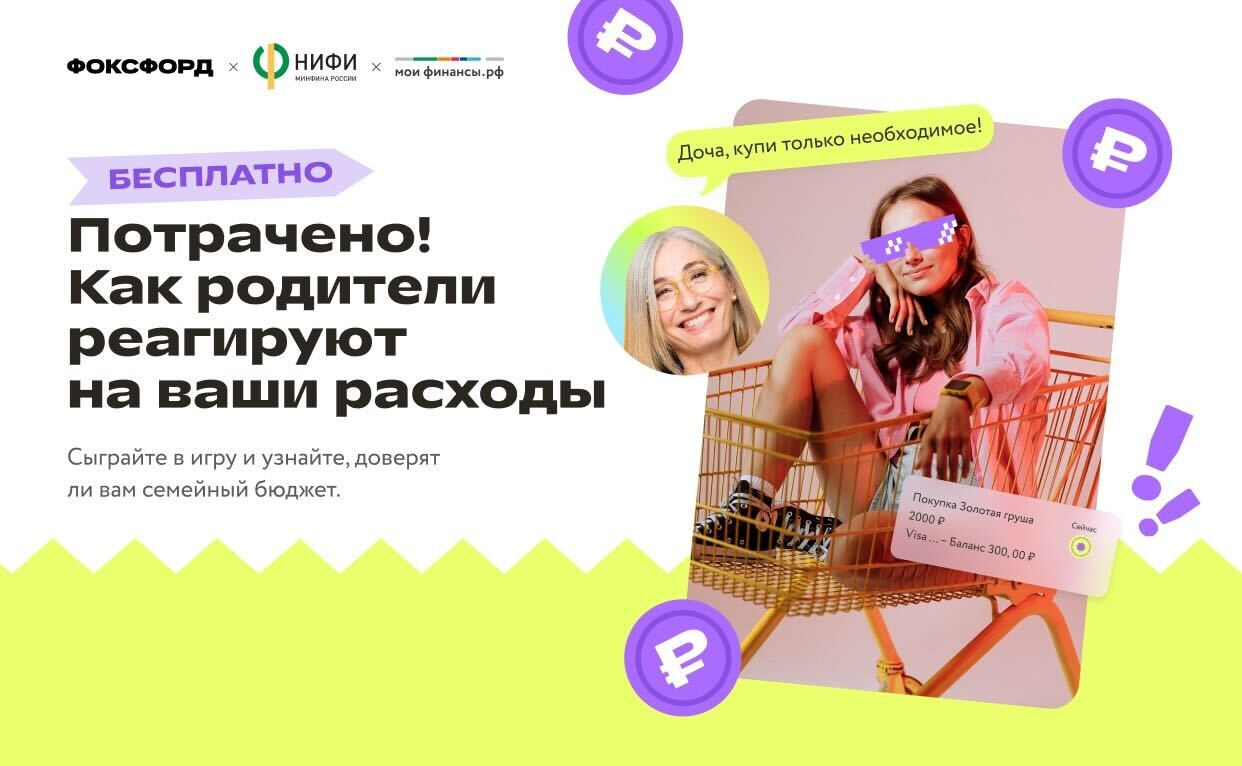 ФОКСФОРД × НИФИ × мои финансы.рф
МИНФИНА РОССИИ
БЕСПЛАТНО
Потрачено!
Как родители
реагируют
на ваши расходы
Сыграйте в игру и узнайте, доверят
ли вам семейный бюджет.
Доча, купи только необходимое!
Покупка Золотая груша
2000 ₽
Visa ... – Баланс 300, 00 ₽
Сейчас